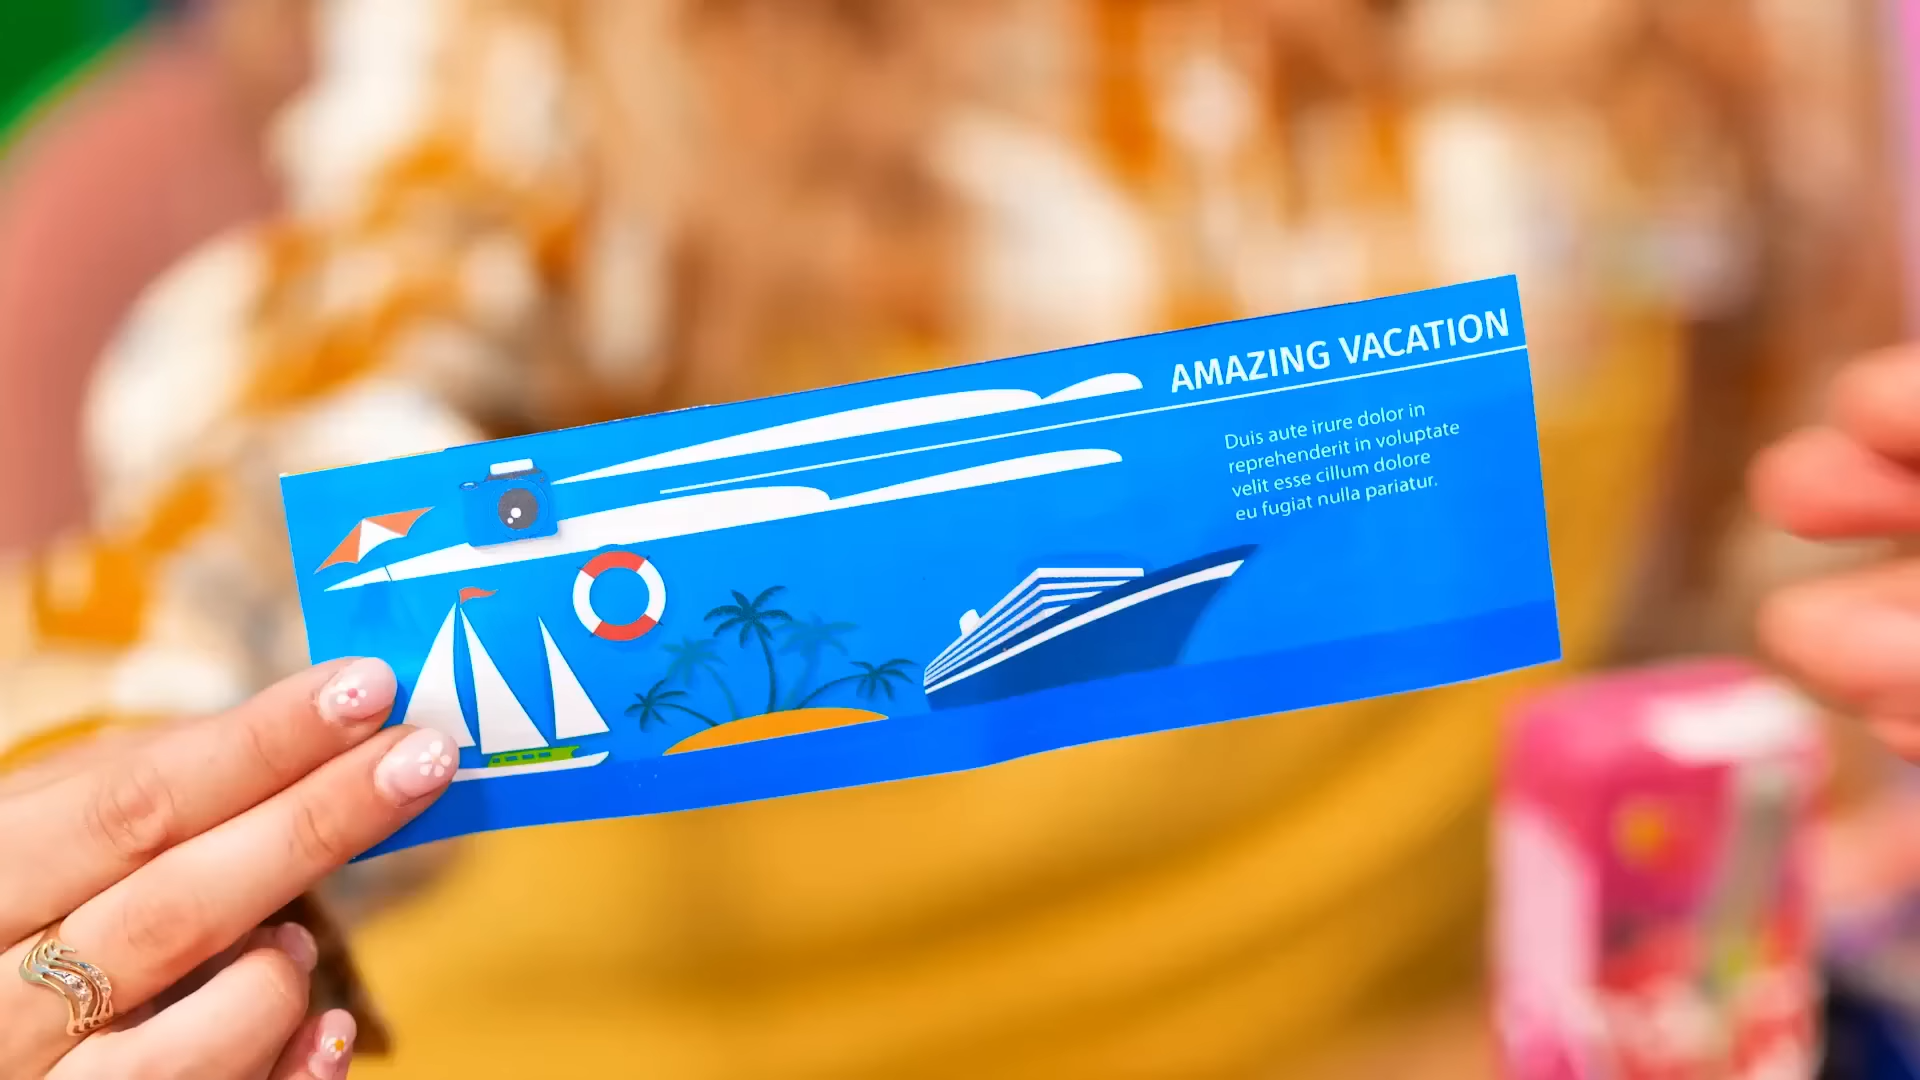 AMAZING VACATION
Duis aute irure dolor in
reprehenderit in voluptate
velit esse cillum dolore
eu fugiat nulla pariatur.